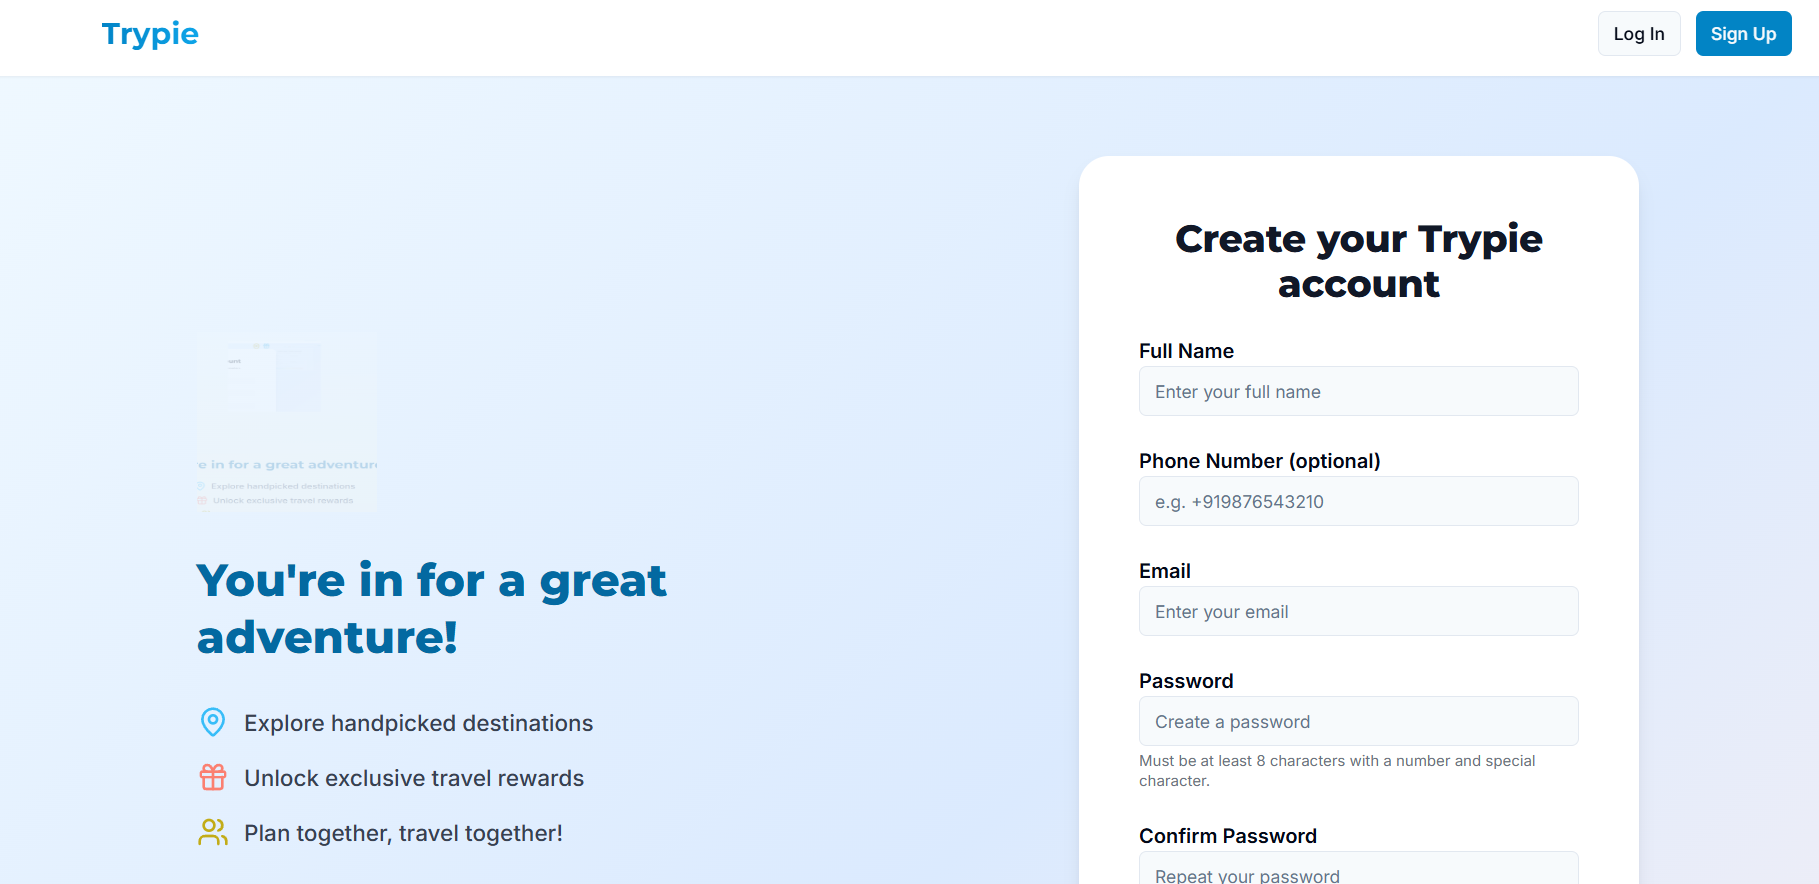 Trypie
Log In
Sign Up
re in for a great adventure
Explore handpicked destinations
Unlock exclusive travel rewards
You're in for a great
adventure!
Explore handpicked destinations
Unlock exclusive travel rewards
Plan together, travel together!
Create your Trypie
account
Full Name
Enter your full name
Phone Number (optional)
e.g. +919876543210
Email
Enter your email
Password
Create a password
Must be at least 8 characters with a number and special
character.
Confirm Password
Repeat your password